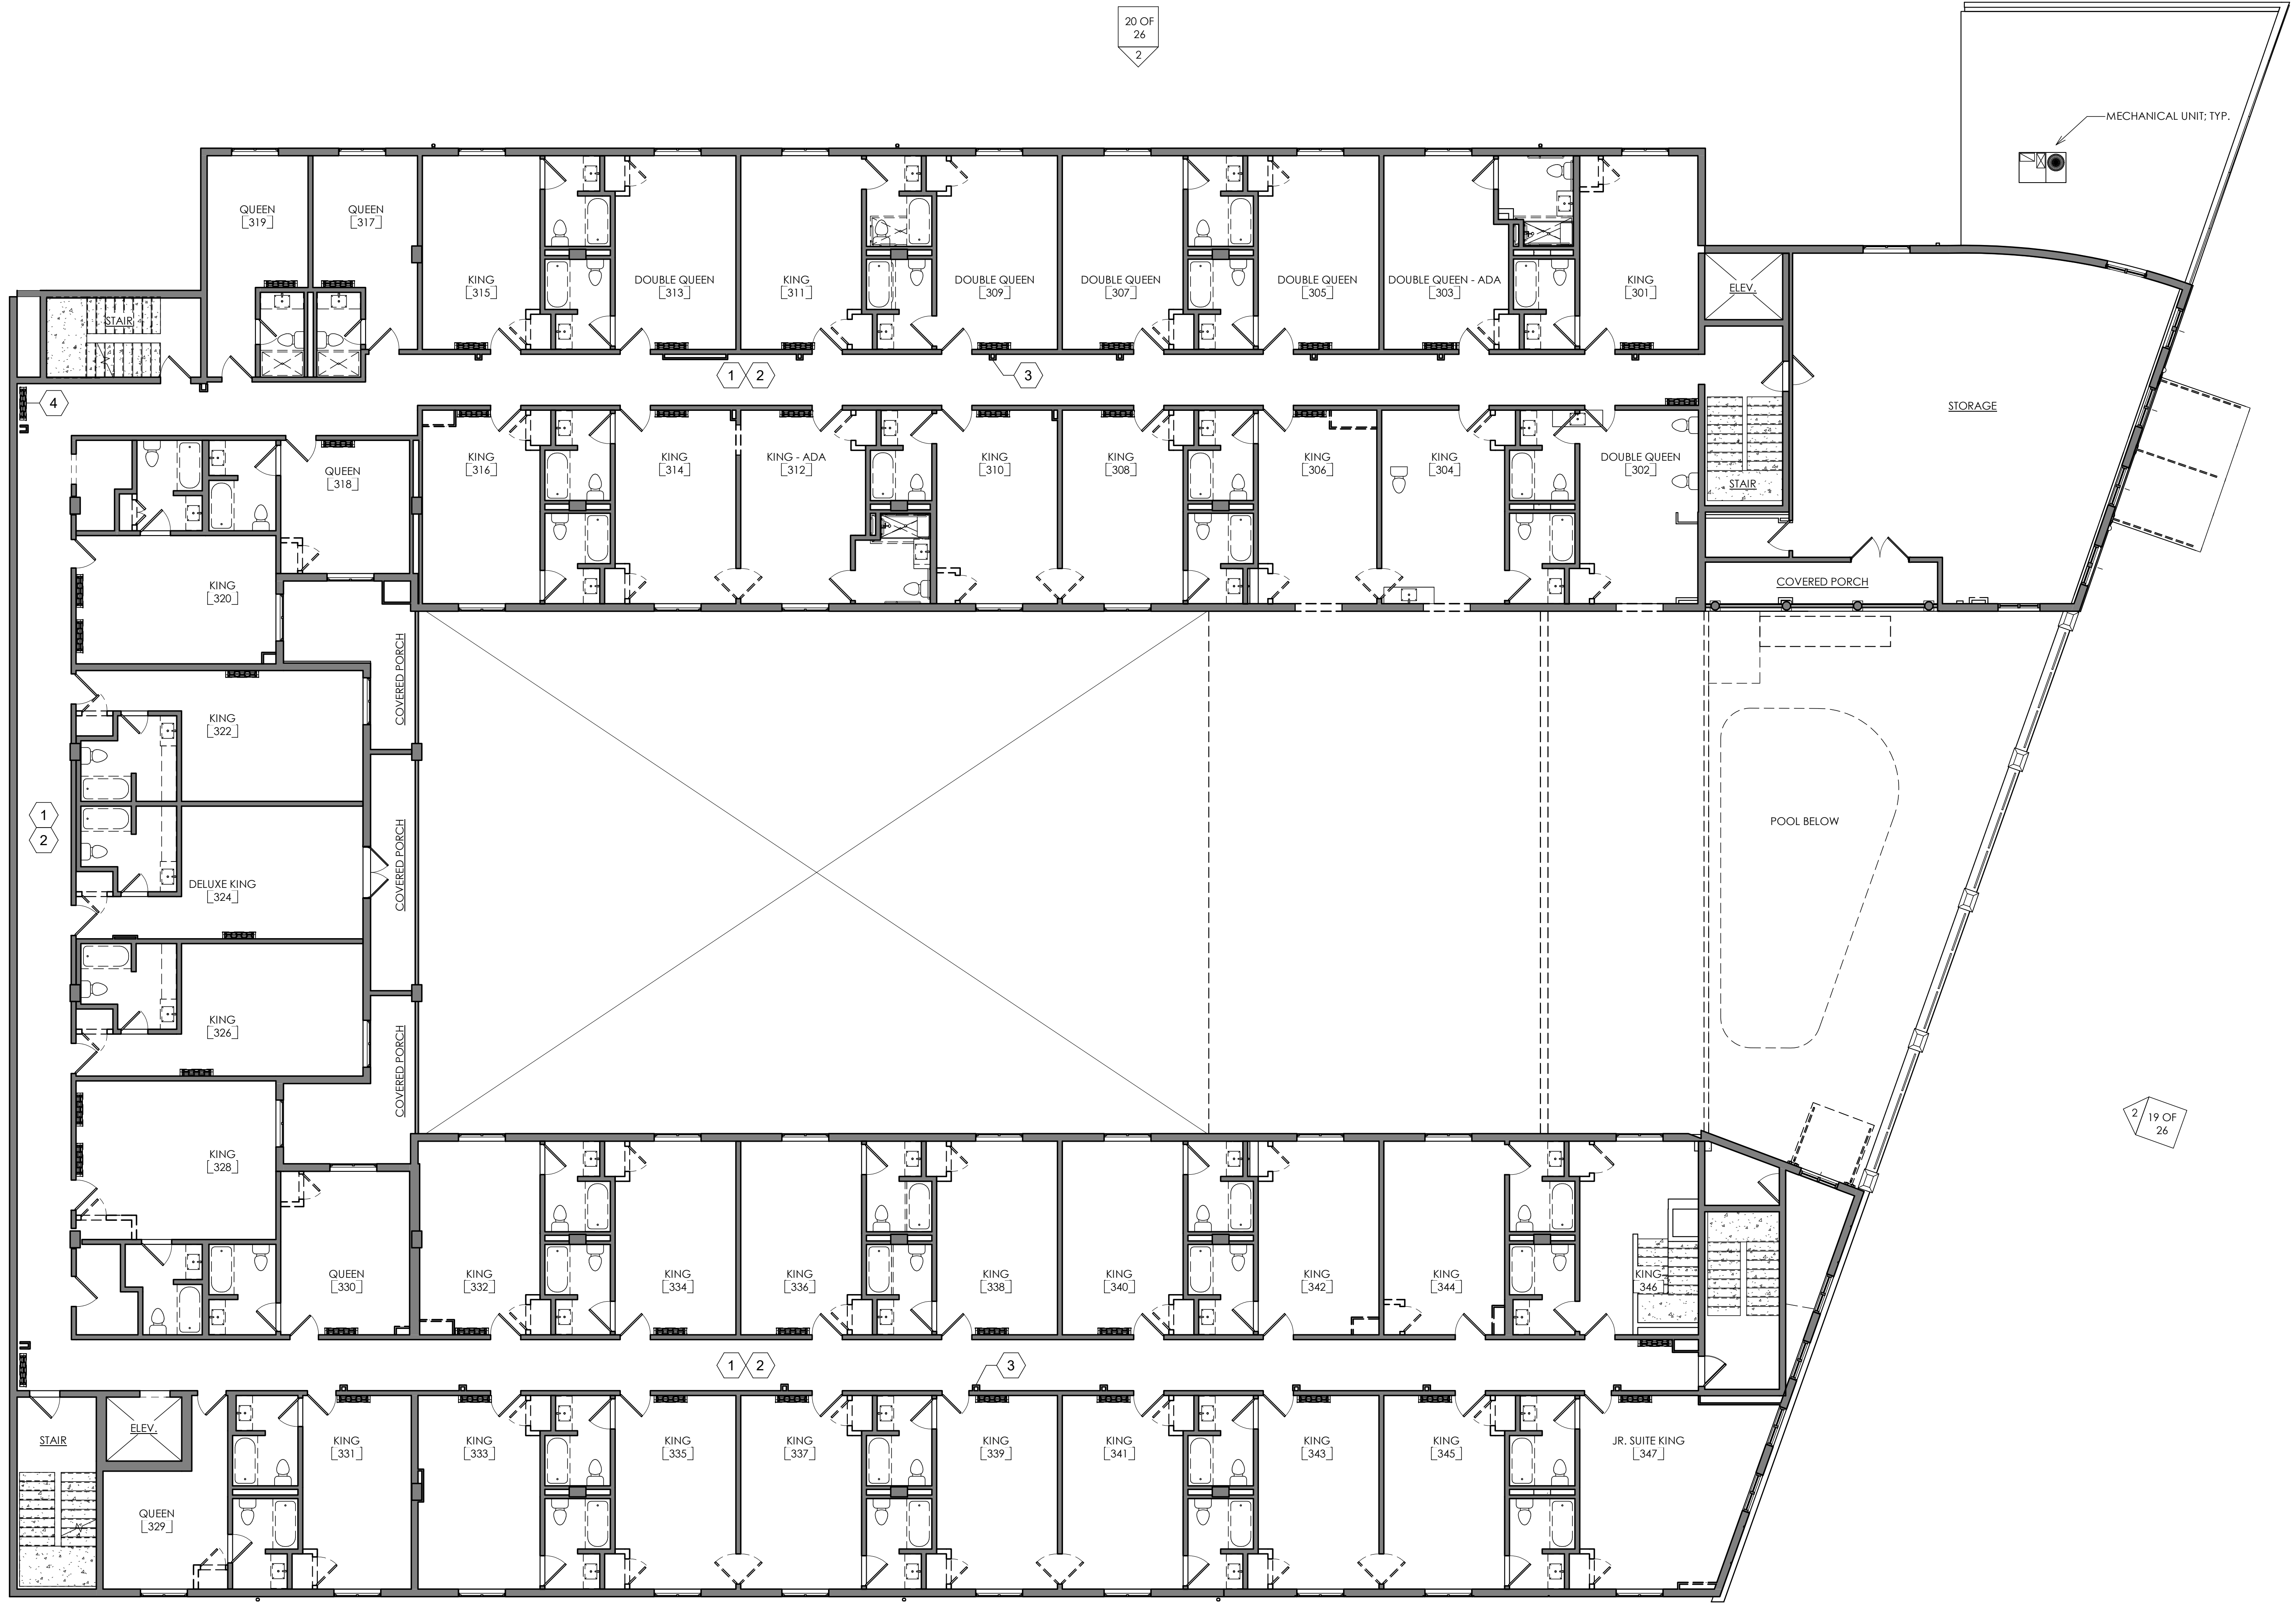 20 OF
26
2
MECHANICAL UNIT; TYP.
QUEEN
319
QUEEN
317
KING
315
DOUBLE QUEEN
313
KING
311
DOUBLE QUEEN
309
DOUBLE QUEEN
307
DOUBLE QUEEN
305
DOUBLE QUEEN - ADA
303
KING
301
ELEV.
STAIR
1
2
3
4
STORAGE
QUEEN
318
KING
316
KING
314
KING - ADA
312
KING
310
KING
308
KING
306
KING
304
DOUBLE QUEEN
302
STAIR
COVERED PORCH
KING
320
COVERED PORCH
KING
322
1
2
POOL BELOW
COVERED PORCH
DELUXE KING
324
KING
326
COVERED PORCH
2
19 OF
26
KING
328
QUEEN
330
KING
332
KING
334
KING
336
KING
338
KING
340
KING
342
KING
344
KING
346
1
2
3
STAIR
ELEV.
QUEEN
329
KING
331
KING
333
KING
335
KING
337
KING
339
KING
341
KING
343
KING
345
JR. SUITE KING
347